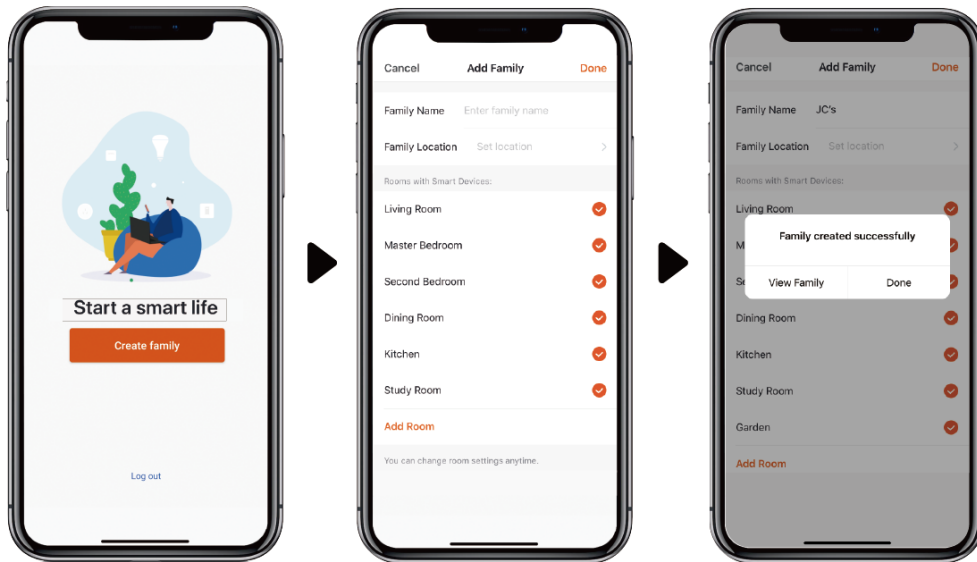 Start a smart life
Create family
Log out
Cancel Add Family Done
Family Name Enter family name
Family Location Set location
Rooms with Smart Devices:
Living Room
Master Bedroom
Second Bedroom
Dining Room
Kitchen
Study Room
Add Room
You can change room settings anytime.
Cancel Add Family Done
Family Name JC's
Family Location Set location
Rooms with Smart Devices:
Living Room
Family created successfully
M
Se
View Family Done
Dining Room
Kitchen
Study Room
Garden
Add Room